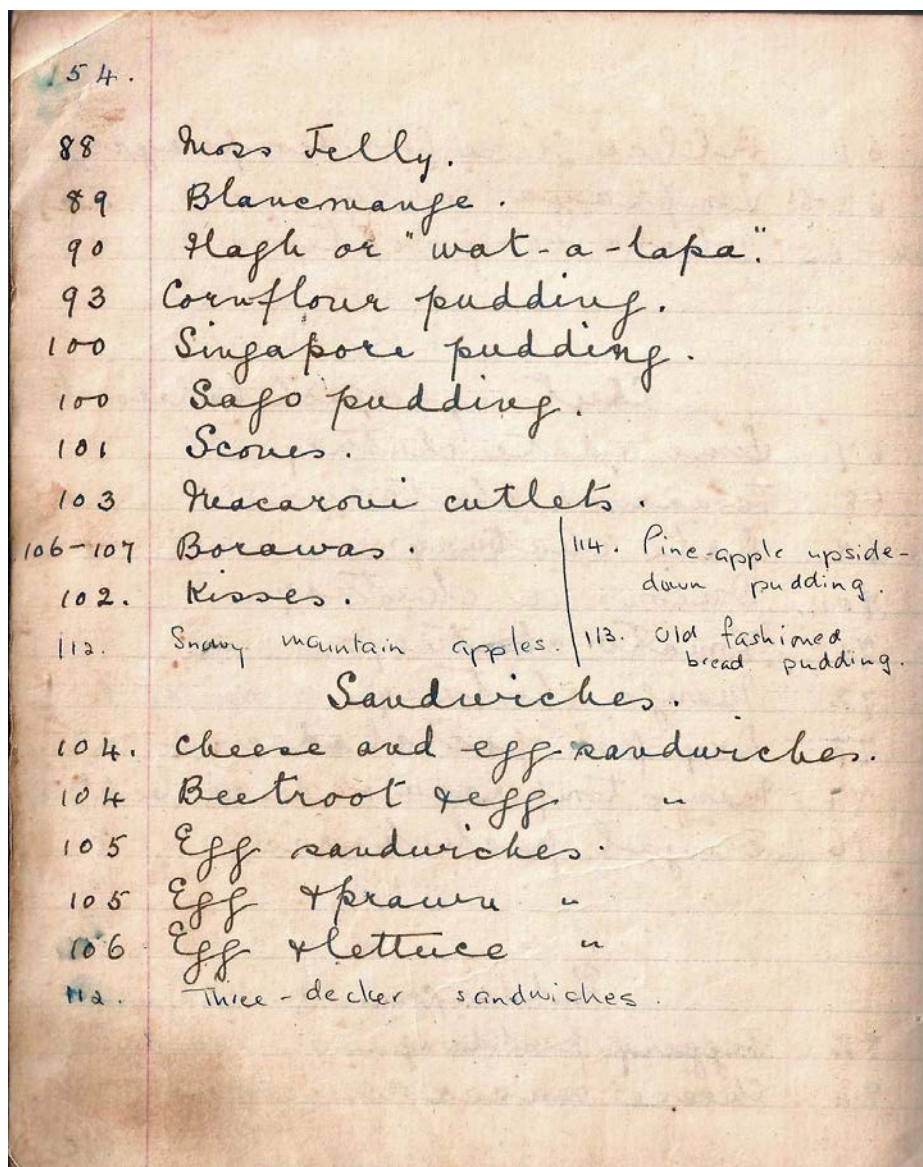 154.
88 Moss Jelly.
89 Blancmange.
90 Hagh or "wat-a-lapa".
93 Cornflour pudding.
100 Singapore pudding.
100 Sago pudding.
101 Scones.
103 Macaroni cutlets.
106-107 Borawas.
102. Kisses.
112. Snowy mountain apples.
114. Pine-apple upside-
down pudding.
113. Old fashioned
bread pudding.
Sandwiches.
104. Cheese and egg sandwiches.
104 Beetroot & egg "
105 Egg sandwiches.
105 Egg & prawn "
106 Egg & lettuce "
112. Three-decker sandwiches.